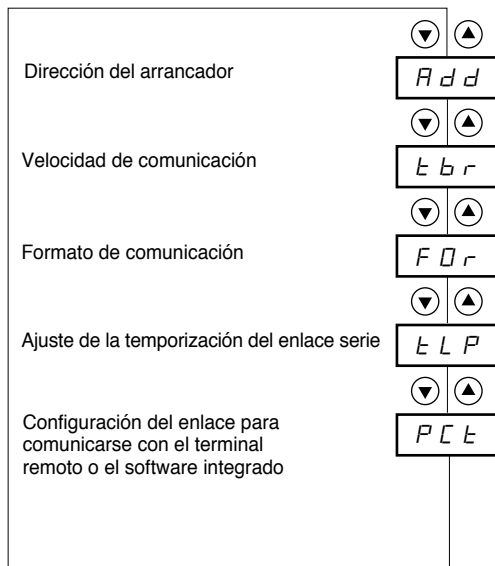 Dirección del arrancador
Add
Velocidad de comunicación
tbr
Formato de comunicación
FOr
Ajuste de la temporización del enlace serie
tLP
Configuración del enlace para
comunicarse con el terminal
remoto o el software integrado
PCt